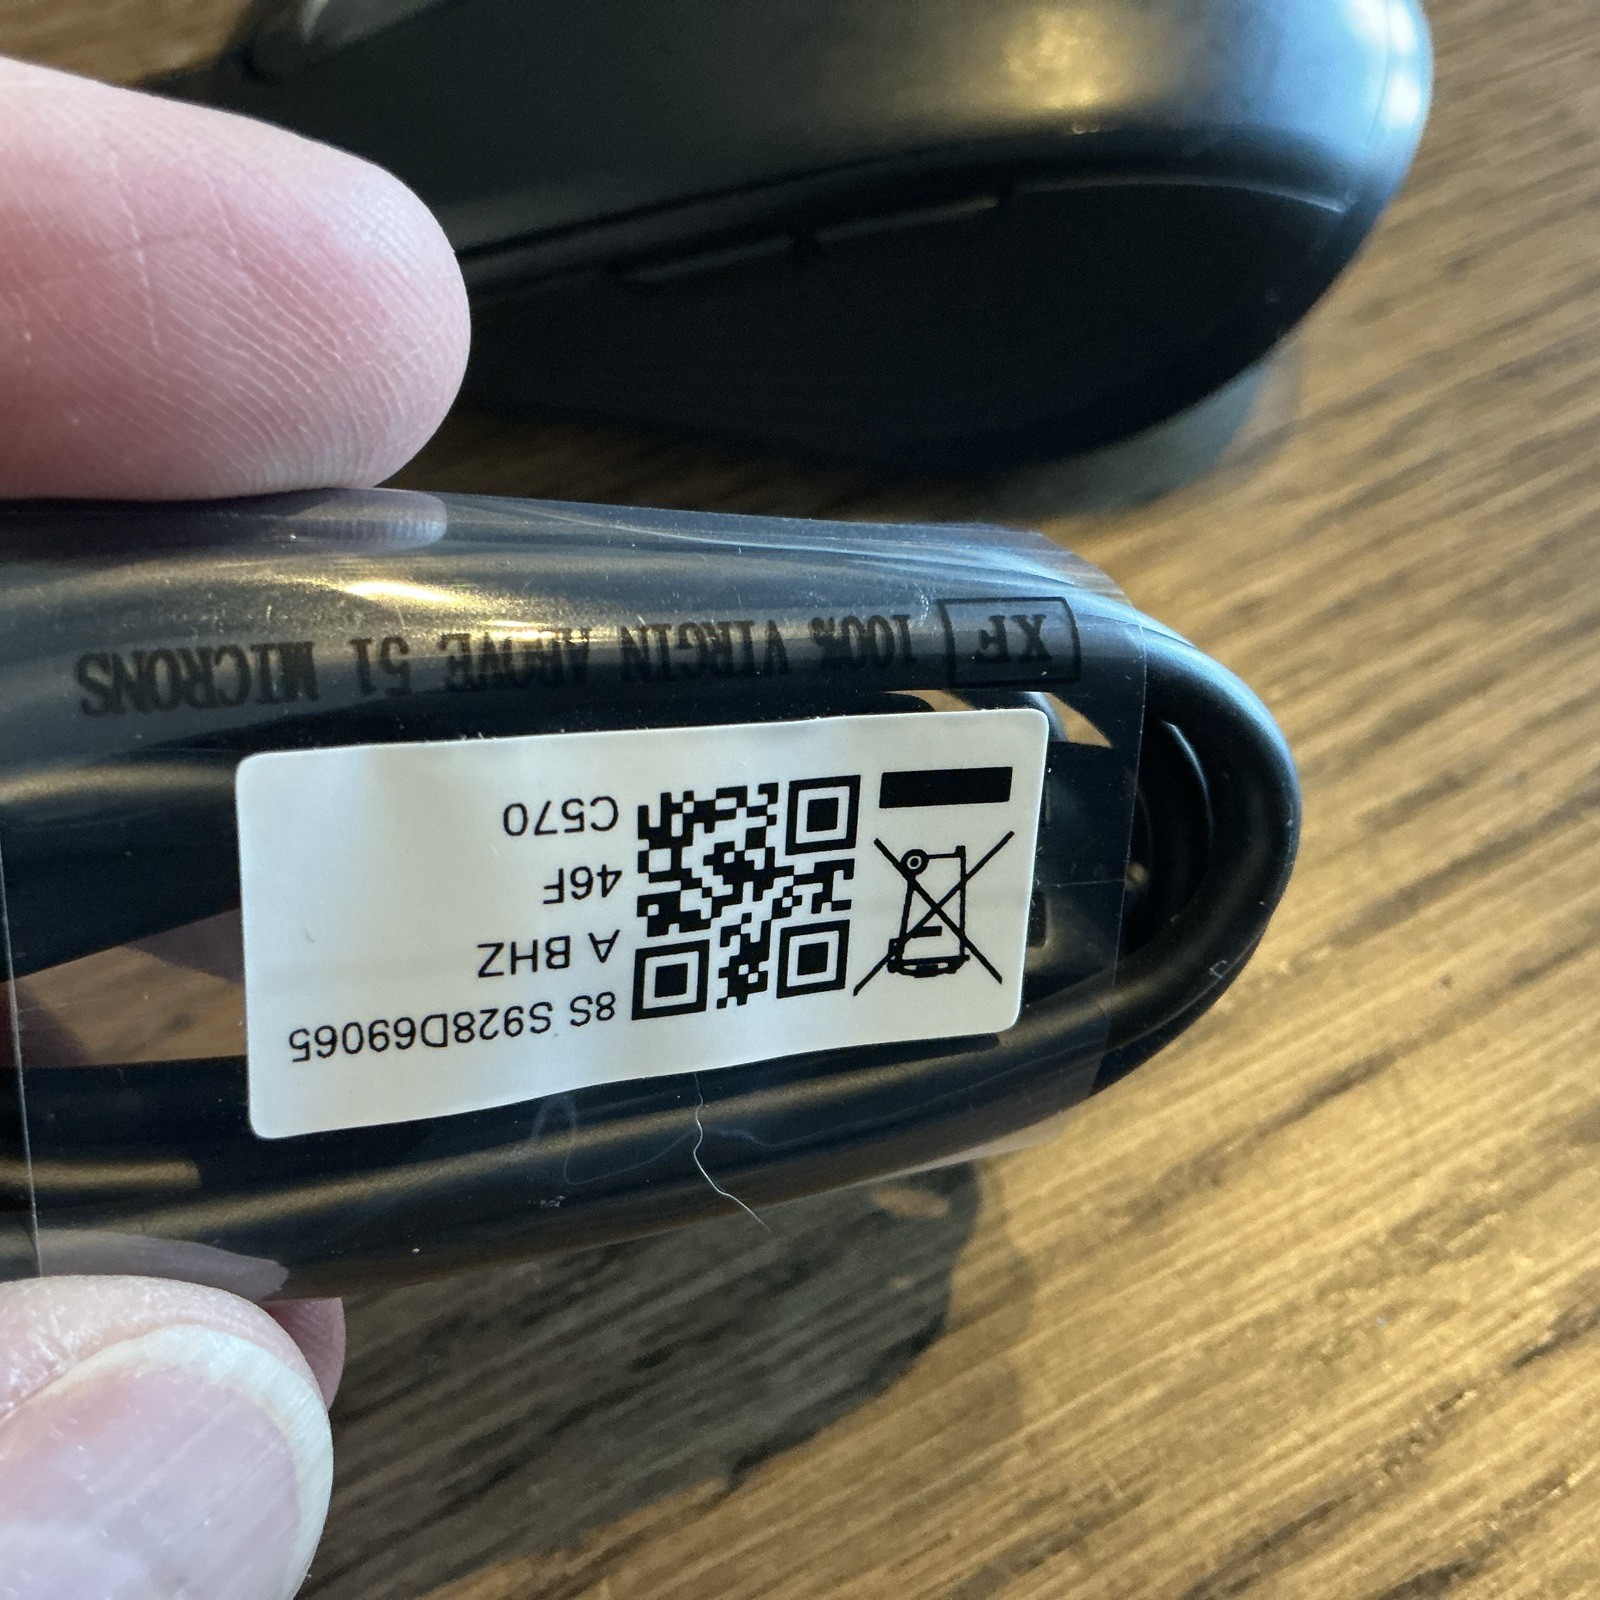 8S S928D69065
A BHZ
46F
C570
XF 100% VIRGIN ABOVE 51 MICRONS